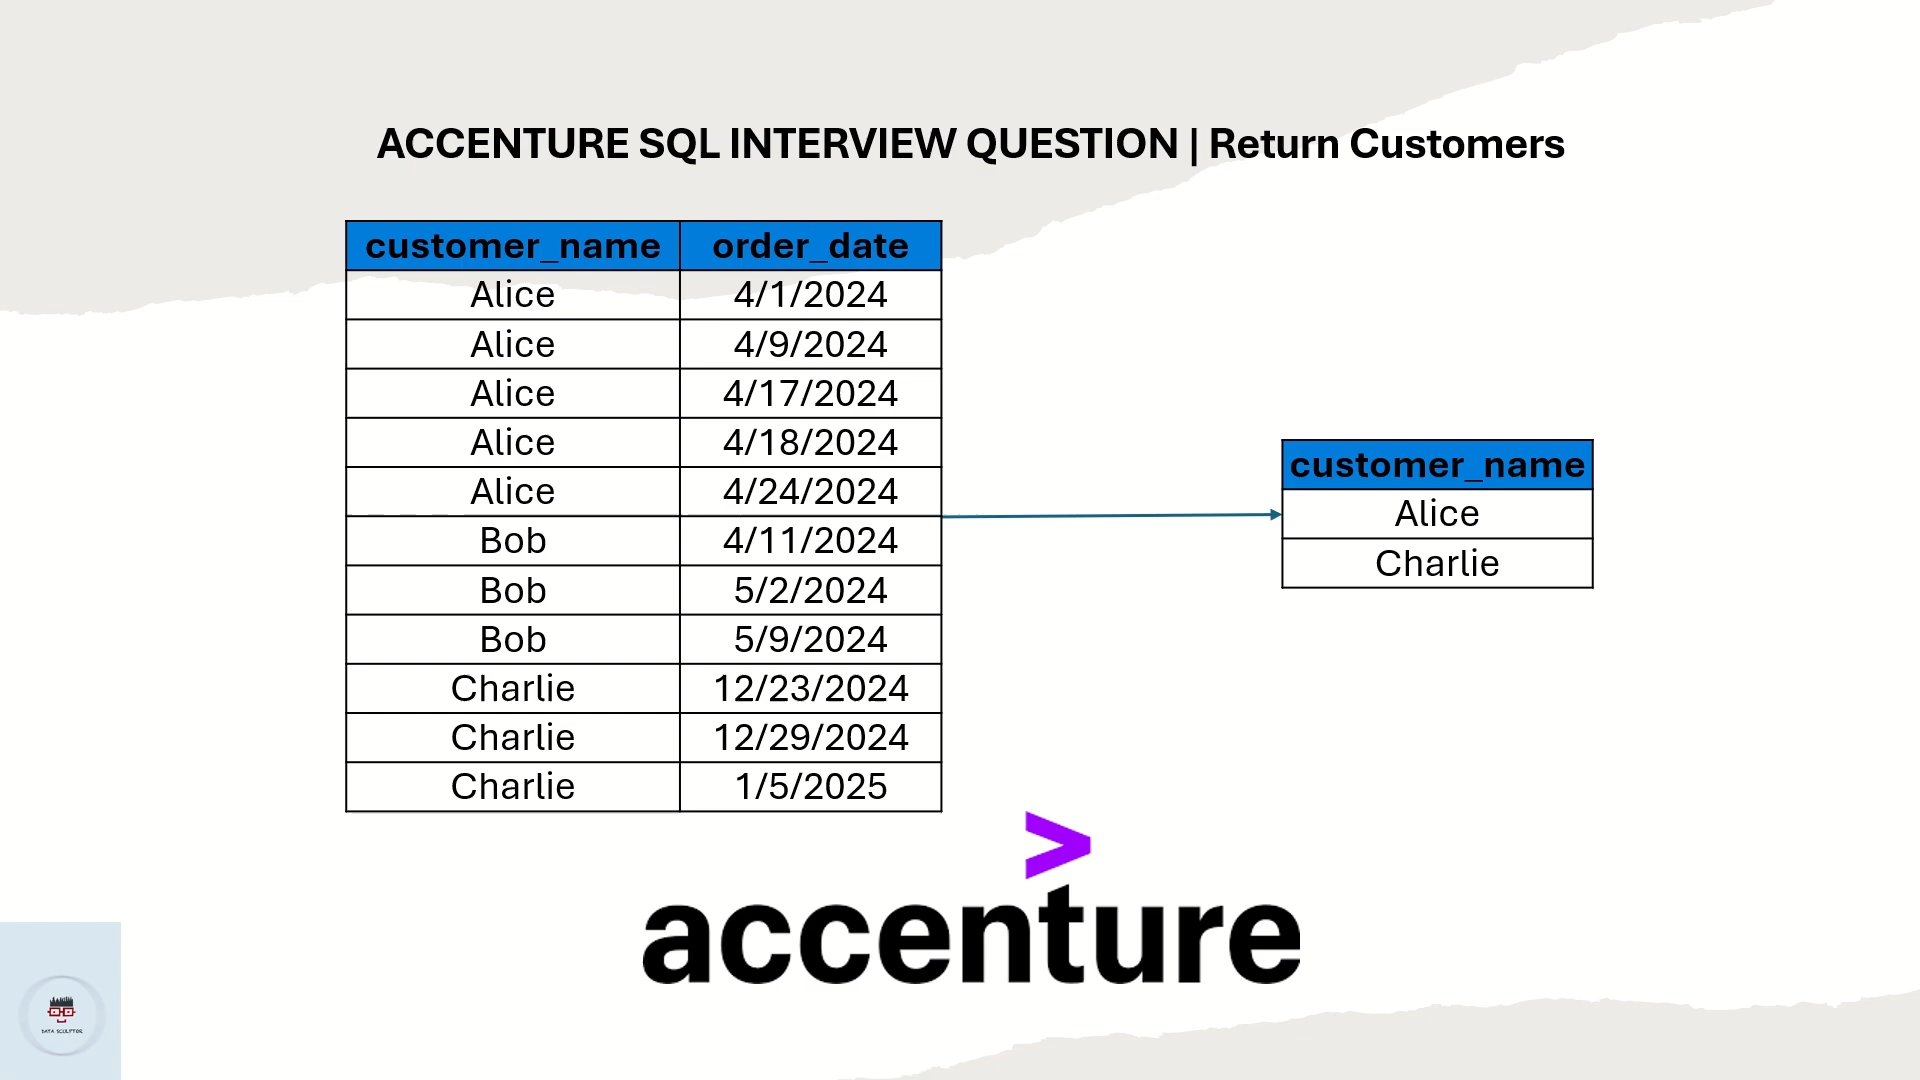 ACCENTURE SQL INTERVIEW QUESTION | Return Customers
customer_name order_date
Alice 4/1/2024
Alice 4/9/2024
Alice 4/17/2024
Alice 4/18/2024
Alice 4/24/2024
Bob 4/11/2024
Bob 5/2/2024
Bob 5/9/2024
Charlie 12/23/2024
Charlie 12/29/2024
Charlie 1/5/2025
customer_name
Alice
Charlie
accenture
DATA SCULPTOR